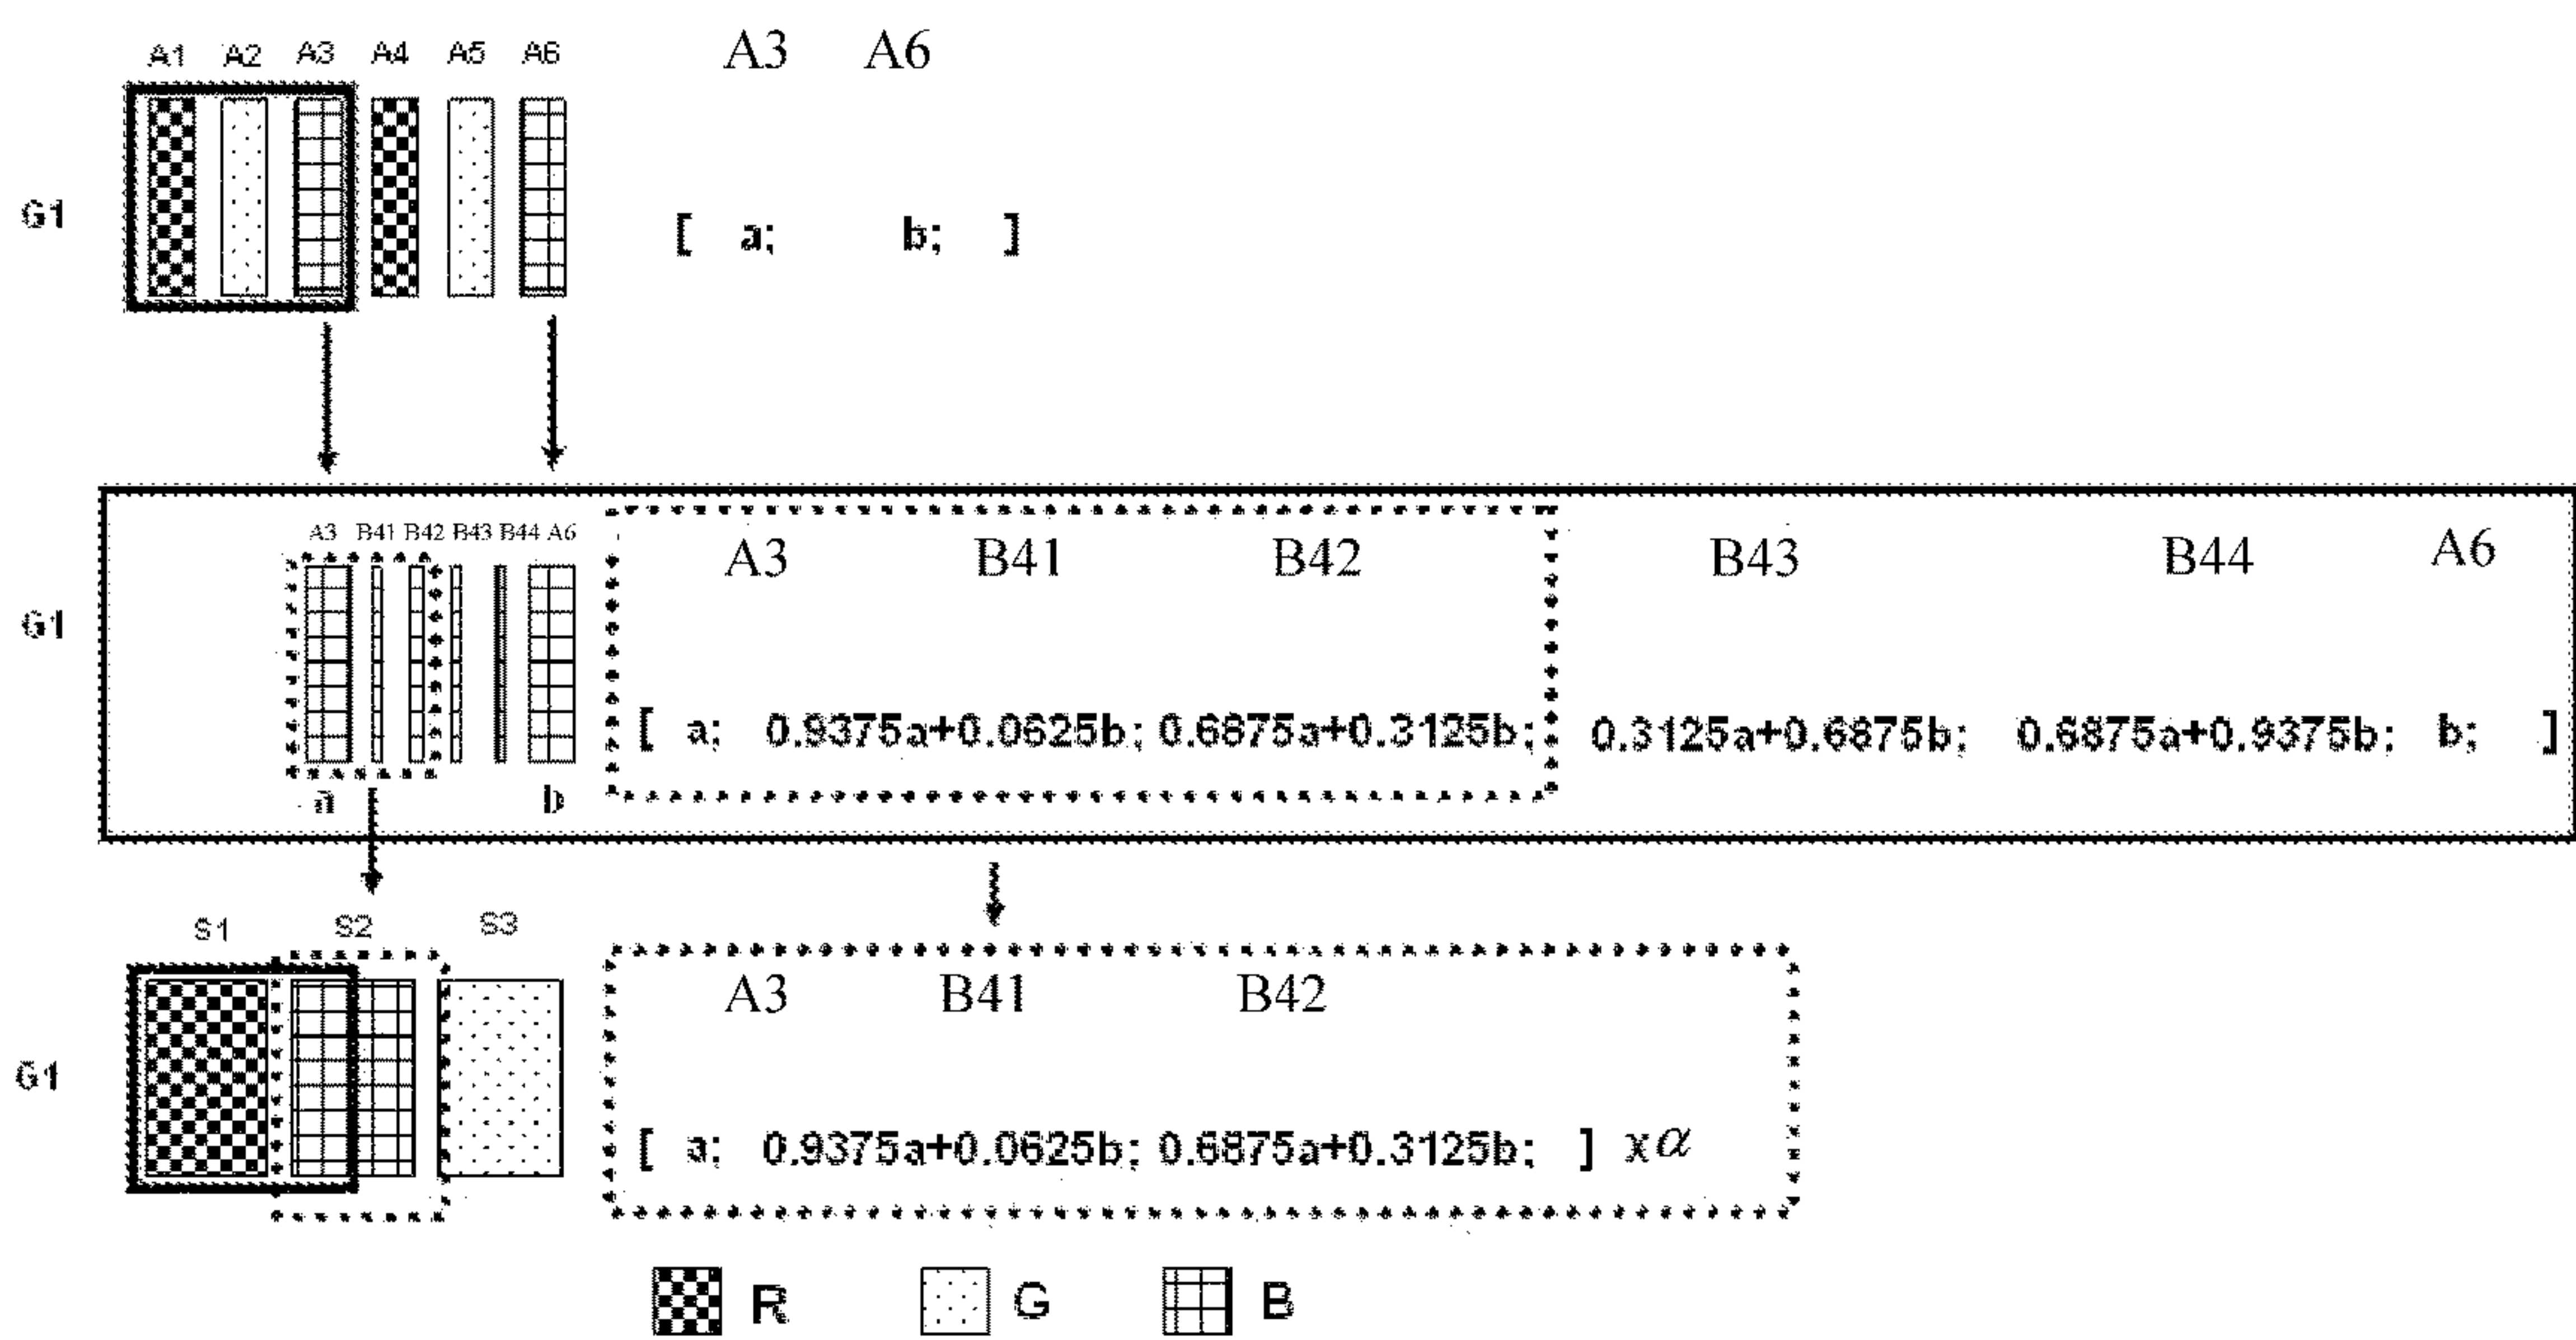 A1 A2 A3 A4 A5 A6 A3 A6
G1 [ a; b; ]
A3 B41 B42 B43 B44 A6 A3 B41 B42 B43 B44 A6
G1 [ a; 0.9375a+0.0625b; 0.6875a+0.3125b; 0.3125a+0.6875b; 0.6875a+0.9375b; b; ]
a b
S1 S2 S3
A3 B41 B42
G1 [ a; 0.9375a+0.0625b; 0.6875a+0.3125b; ] xα
R G B